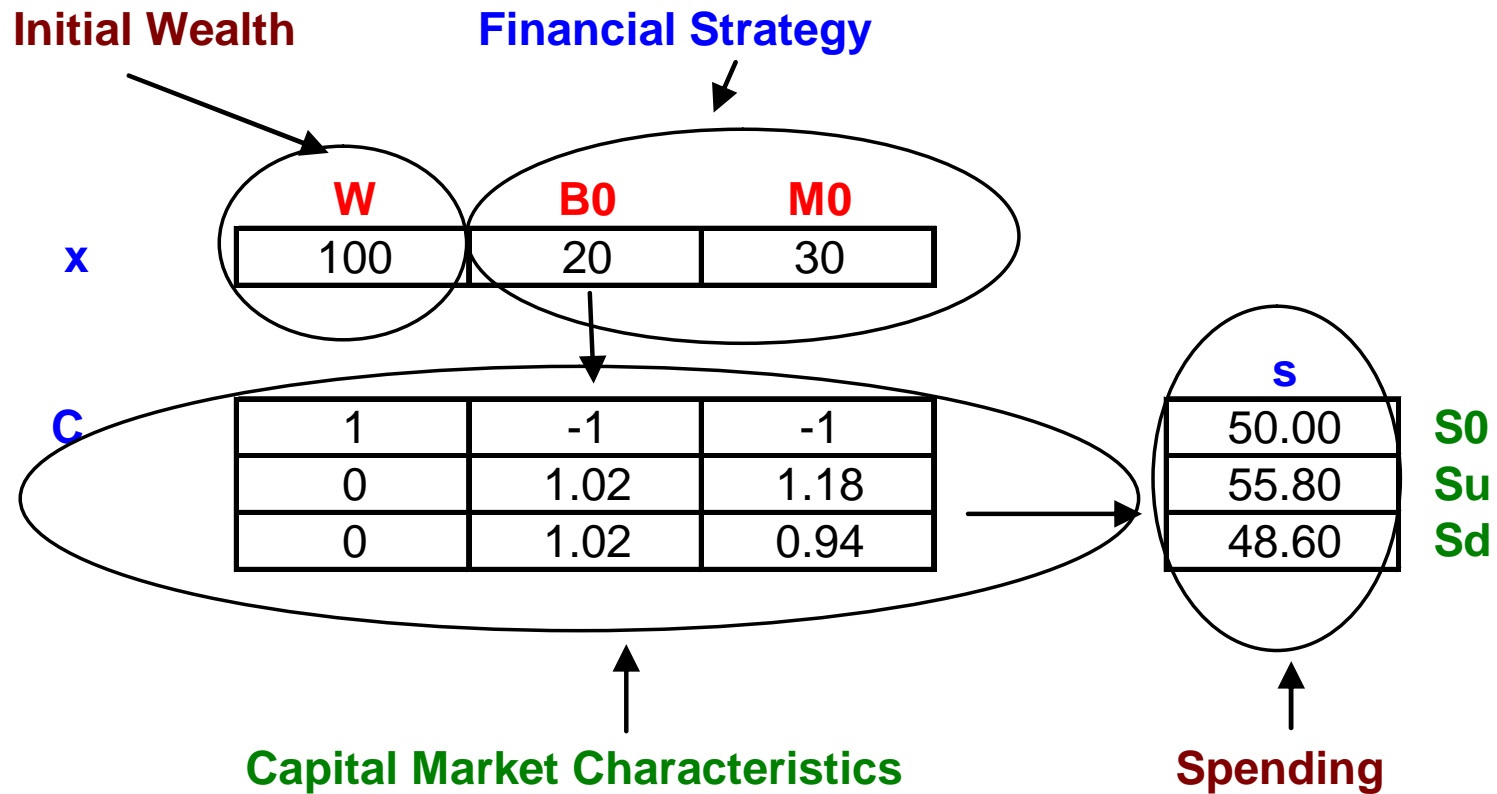 Initial Wealth Financial Strategy
W B0 M0
x 100 20 30
s
C 1 -1 -1 50.00 S0
0 1.02 1.18 55.80 Su
0 1.02 0.94 48.60 Sd
Capital Market Characteristics Spending